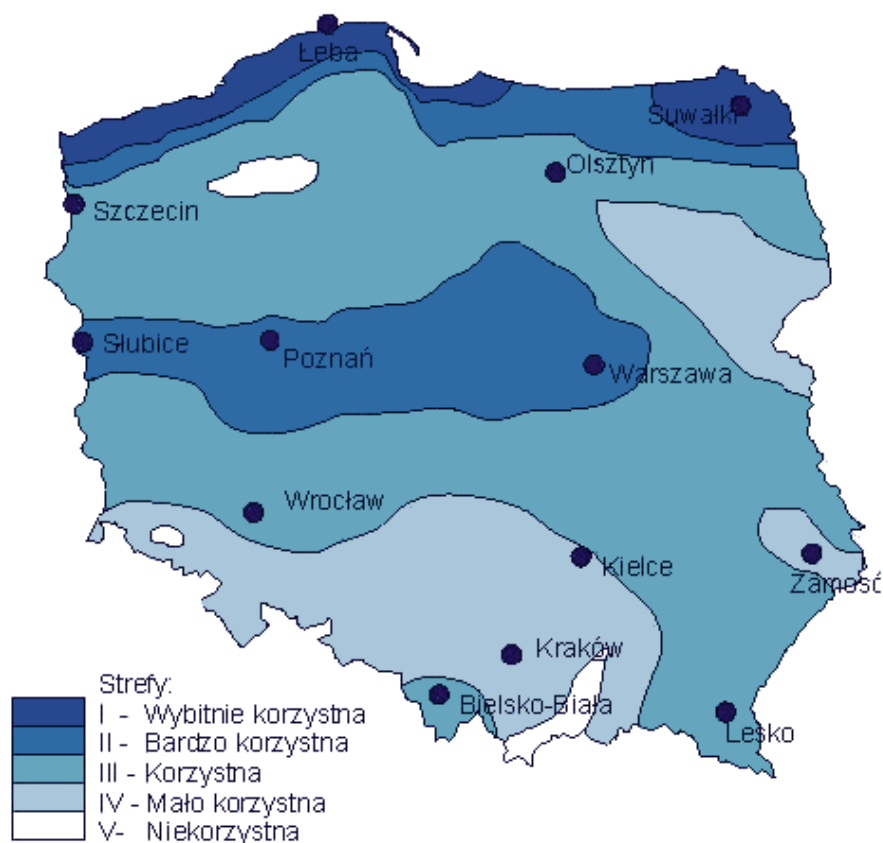 Łeba
Suwałki
Olsztyn
Szczecin
Słubice
Poznań
Warszawa
Wrocław
Kielce
Zamość
Kraków
Bielsko-Biała
Lesko
Strefy:
I - Wybitnie korzystna
II - Bardzo korzystna
III - Korzystna
IV - Mało korzystna
V- Niekorzystna